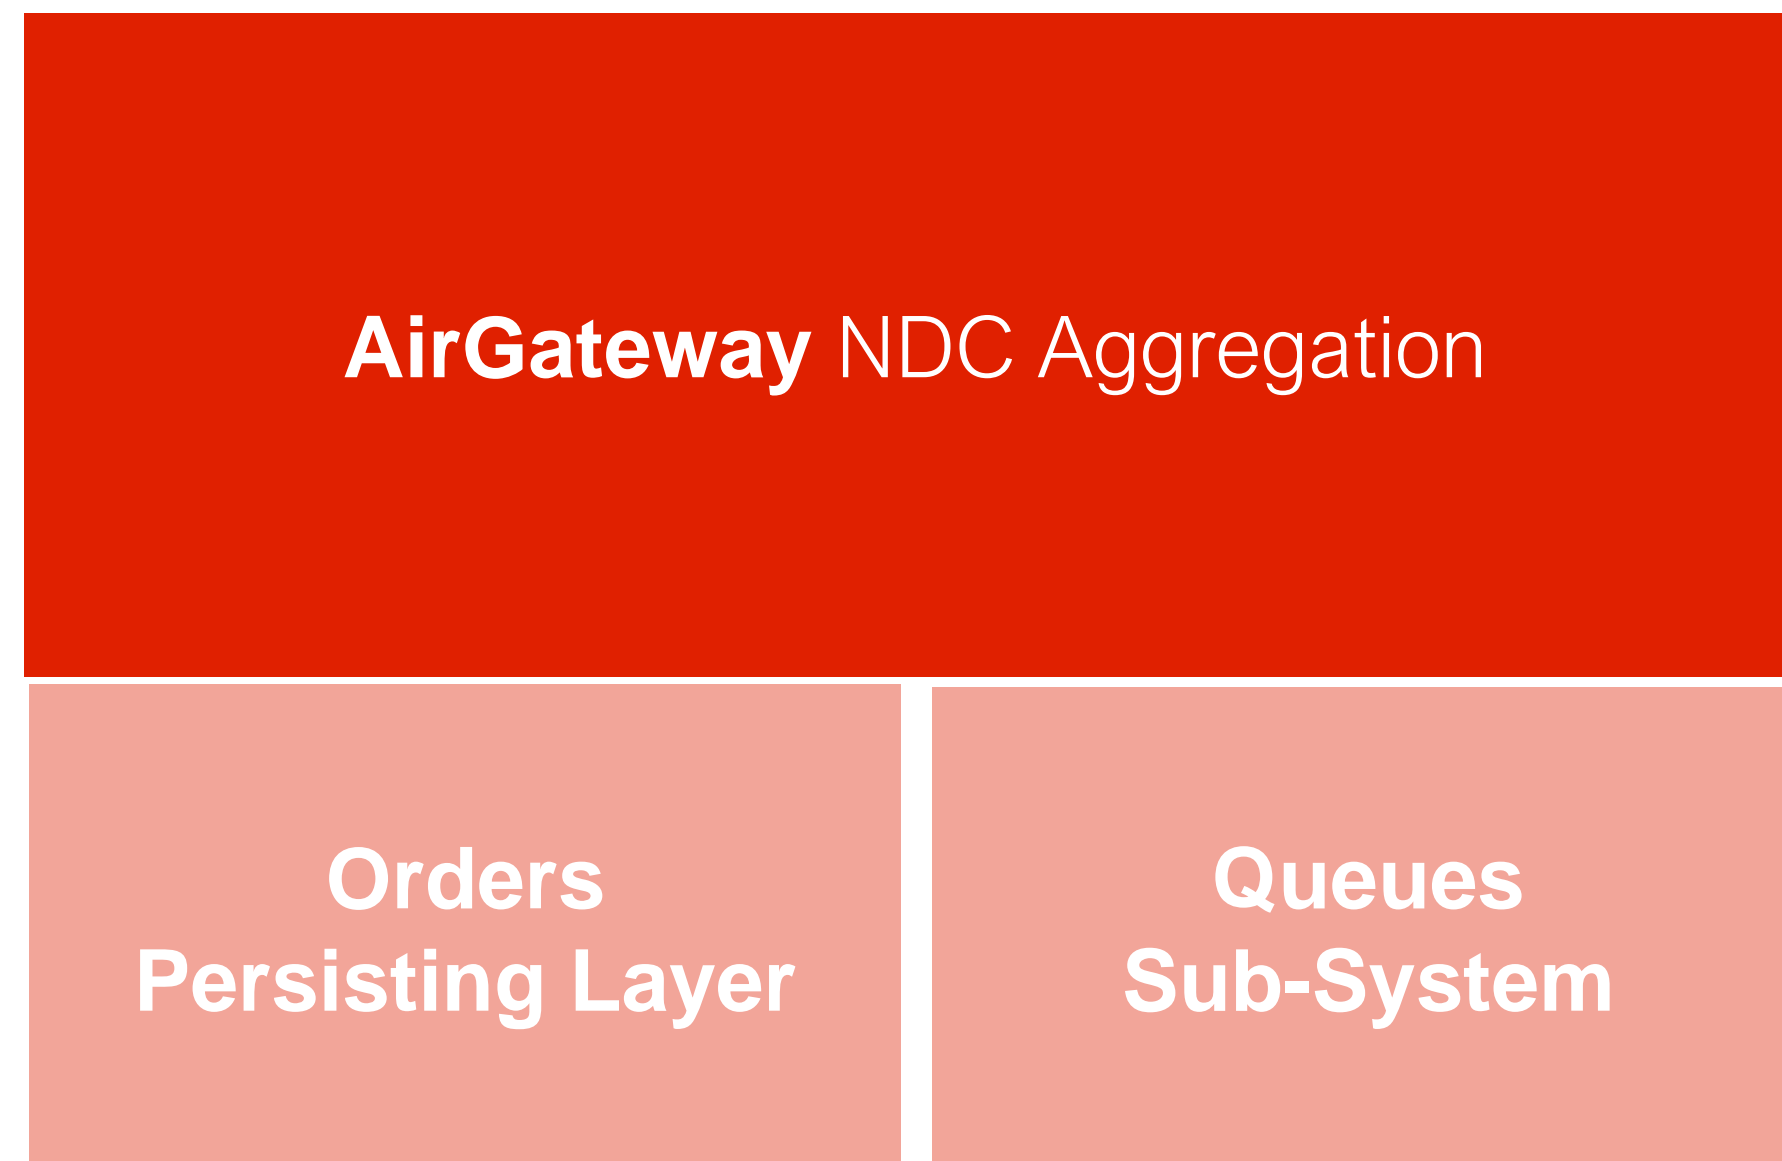 AirGateway NDC Aggregation
Orders
Persisting Layer
Queues
Sub-System